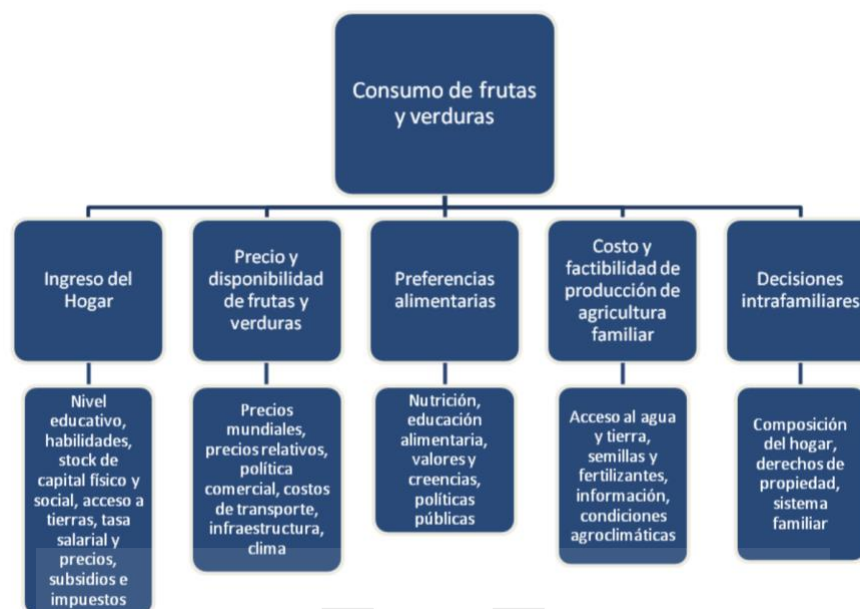 Consumo de frutas
y verduras
Ingreso del
Hogar
Precio y
disponibilidad
de frutas y
verduras
Preferencias
alimentarias
Costo y
factibilidad de
producción de
agricultura
familiar
Decisiones
intrafamiliares
Nivel
educativo,
habilidades,
stock de
capital físico y
social, acceso a
tierras, tasa
salarial y
precios,
subsidios e
impuestos
Precios
mundiales,
precios relativos,
política
comercial, costos
de transporte,
infraestructura,
clima
Nutrición,
educación
alimentaria,
valores y
creencias,
políticas
públicas
Acceso al agua
y tierra,
semillas y
fertilizantes,
información,
condiciones
agroclimáticas
Composición
del hogar,
derechos de
propiedad,
sistema
familiar